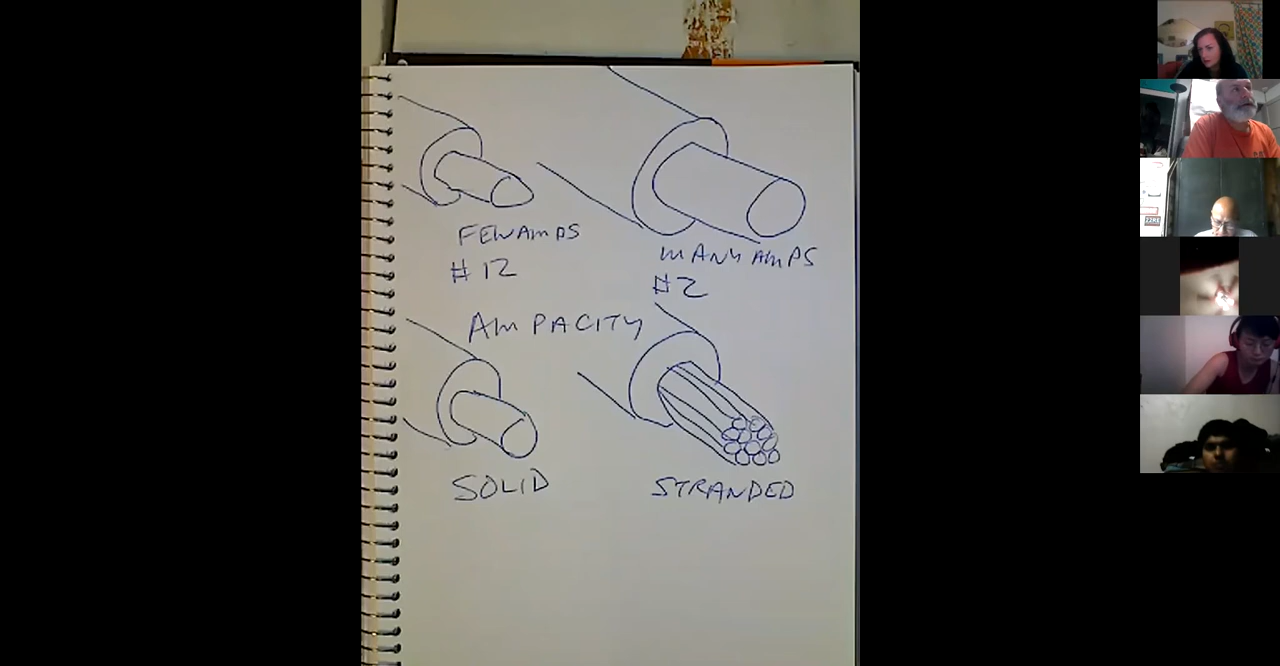 FEW AMPS
#12
MANY AMPS
#2
AMPACITY
SOLID
STRANDED